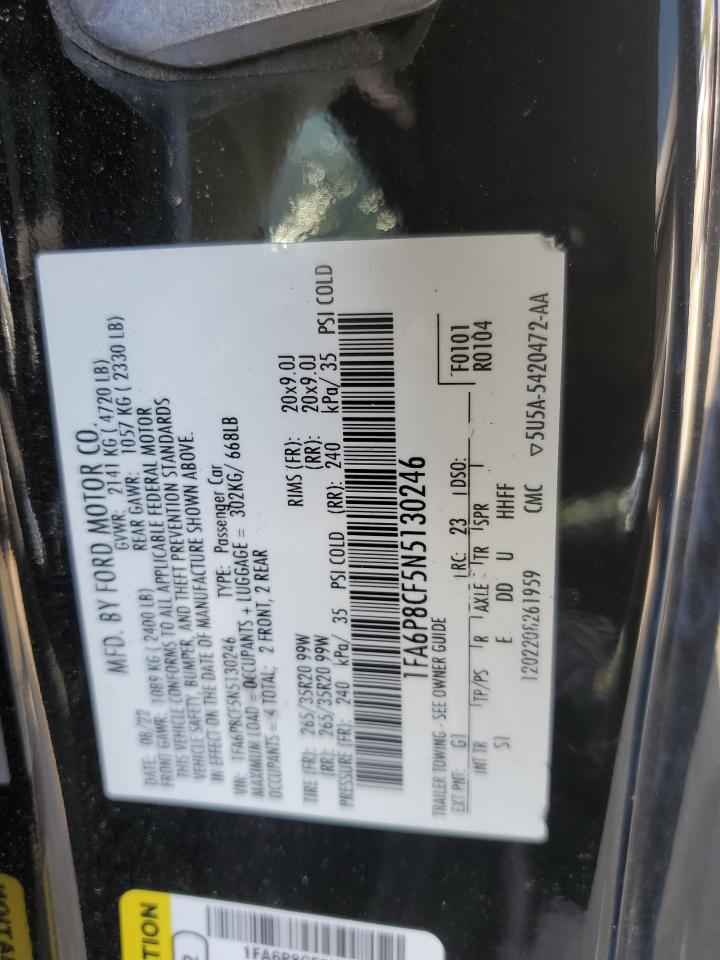 MFD. BY FORD MOTOR CO.
DATE: 08/22 GVWR: 2141 KG ( 4720 LB)
FRONT GAWR: 1089 KG ( 2400 LB) REAR GAWR: 1057 KG ( 2330 LB)
THIS VEHICLE CONFORMS TO ALL APPLICABLE FEDERAL MOTOR
VEHICLE SAFETY, BUMPER, AND THEFT PREVENTION STANDARDS
IN EFFECT ON THE DATE OF MANUFACTURE SHOWN ABOVE.
VIN: 1FA6P8CF5N5130246 TYPE: Passenger Car
MAXIMUM LOAD = OCCUPANTS + LUGGAGE = 302KG/ 668LB
OCCUPANTS = 4 TOTAL; 2 FRONT, 2 REAR
TIRE (FR): 265/35R20 99W RIMS (FR): 20x9.0J
(RR): 265/35R20 99W (RR): 20x9.0J
PRESSURE (FR): 240 kPa/ 35 PSI COLD (RR): 240 kPa/ 35 PSI COLD
1FA6P8CF5N5130246
TRAILER TOWING - SEE OWNER GUIDE F0101
EXT PNT: G1 RC: 23 DSO: R0104
INT TR TP/PS R AXLE TR SPR
SI E DD U HHFF
CMC ▽5U5A-5420472-AA
TION